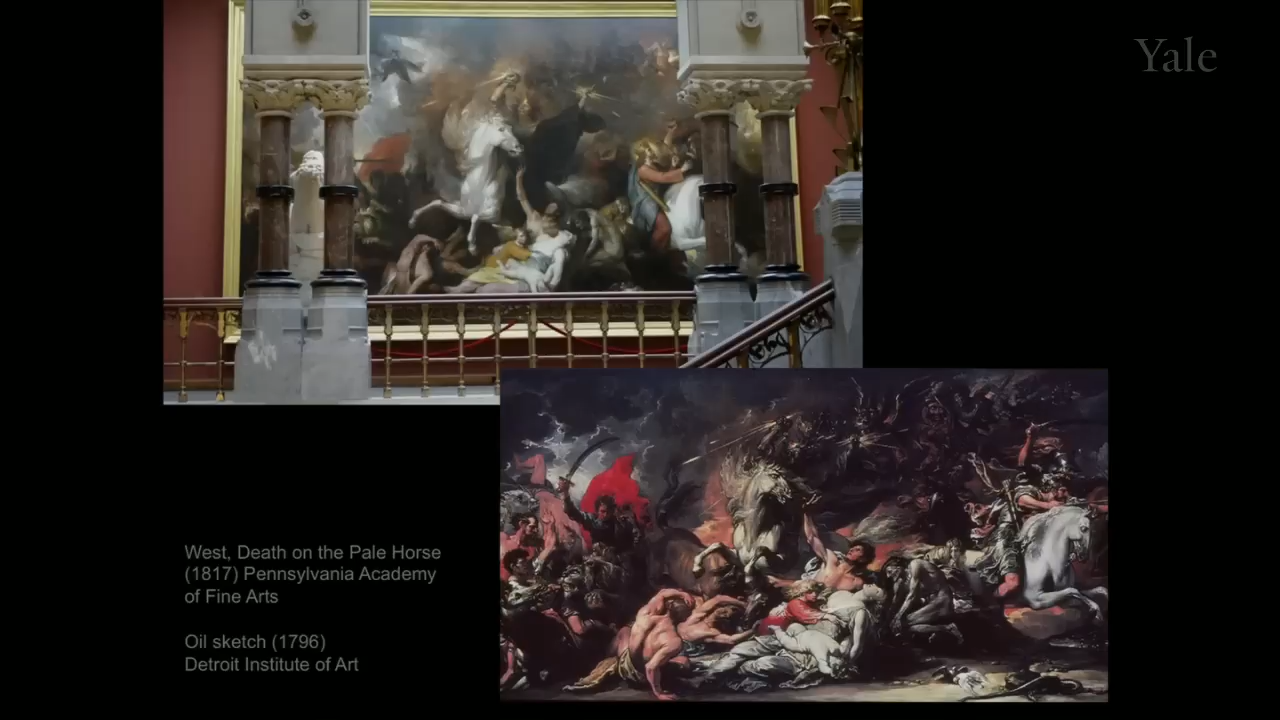 Yale
West, Death on the Pale Horse
(1817) Pennsylvania Academy
of Fine Arts
Oil sketch (1796)
Detroit Institute of Art